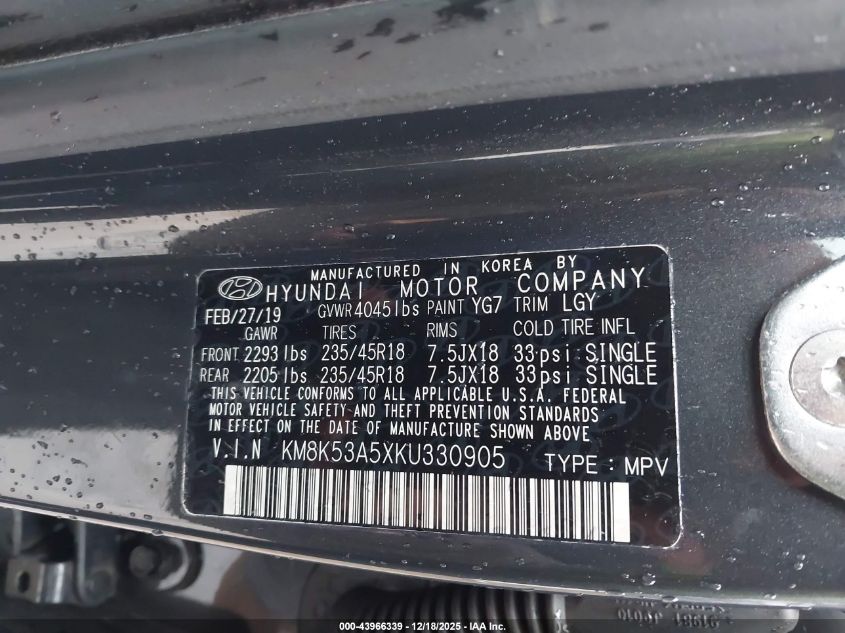 MANUFACTURED IN KOREA BY
HYUNDAI MOTOR COMPANY
FEB/27/19 GVWR 4045lbs PAINT YG7 TRIM LGY
GAWR TIRES RIMS COLD TIRE INFL
FRONT 2293lbs 235/45R18 7.5JX18 33psi SINGLE
REAR 2205lbs 235/45R18 7.5JX18 33psi SINGLE
THIS VEHICLE CONFORMS TO ALL APPLICABLE U.S.A. FEDERAL
MOTOR VEHICLE SAFETY AND THEFT PREVENTION STANDARDS
IN EFFECT ON THE DATE OF MANUFACTURE SHOWN ABOVE
V.I.N KM8K53A5XKU330905 TYPE : MPV
000-43966339 - 12/18/2025 - IAA, Inc.